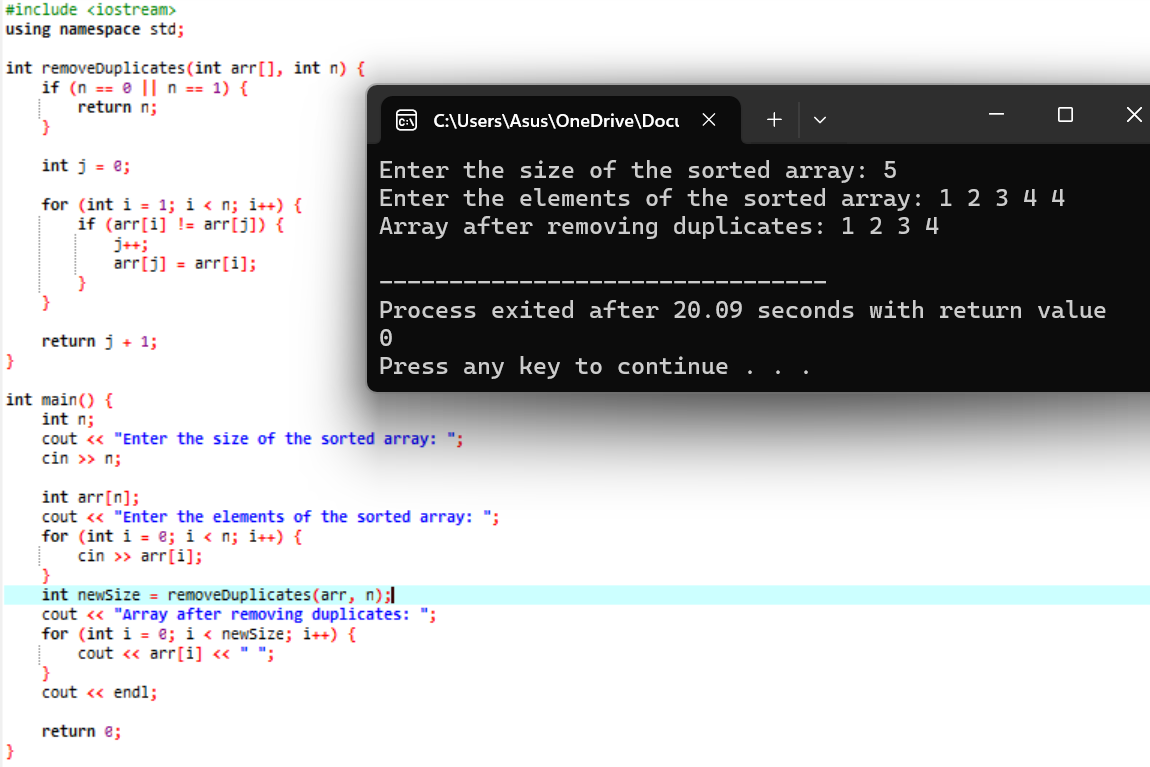 #include <iostream>
using namespace std;
int removeDuplicates(int arr[], int n) {
if (n == 0 || n == 1) {
return n;
}
int j = 0;
for (int i = 1; i < n; i++) {
if (arr[i] != arr[j]) {
j++;
arr[j] = arr[i];
}
}
return j + 1;
}
int main() {
int n;
cout << "Enter the size of the sorted array: ";
cin >> n;
int arr[n];
cout << "Enter the elements of the sorted array: ";
for (int i = 0; i < n; i++) {
cin >> arr[i];
}
int newSize = removeDuplicates(arr, n);
cout << "Array after removing duplicates: ";
for (int i = 0; i < newSize; i++) {
cout << arr[i] << " ";
}
cout << endl;
return 0;
}
C:\Users\Asus\OneDrive\Docu
Enter the size of the sorted array: 5
Enter the elements of the sorted array: 1 2 3 4 4
Array after removing duplicates: 1 2 3 4
--------------------------------
Process exited after 20.09 seconds with return value
0
Press any key to continue . . .